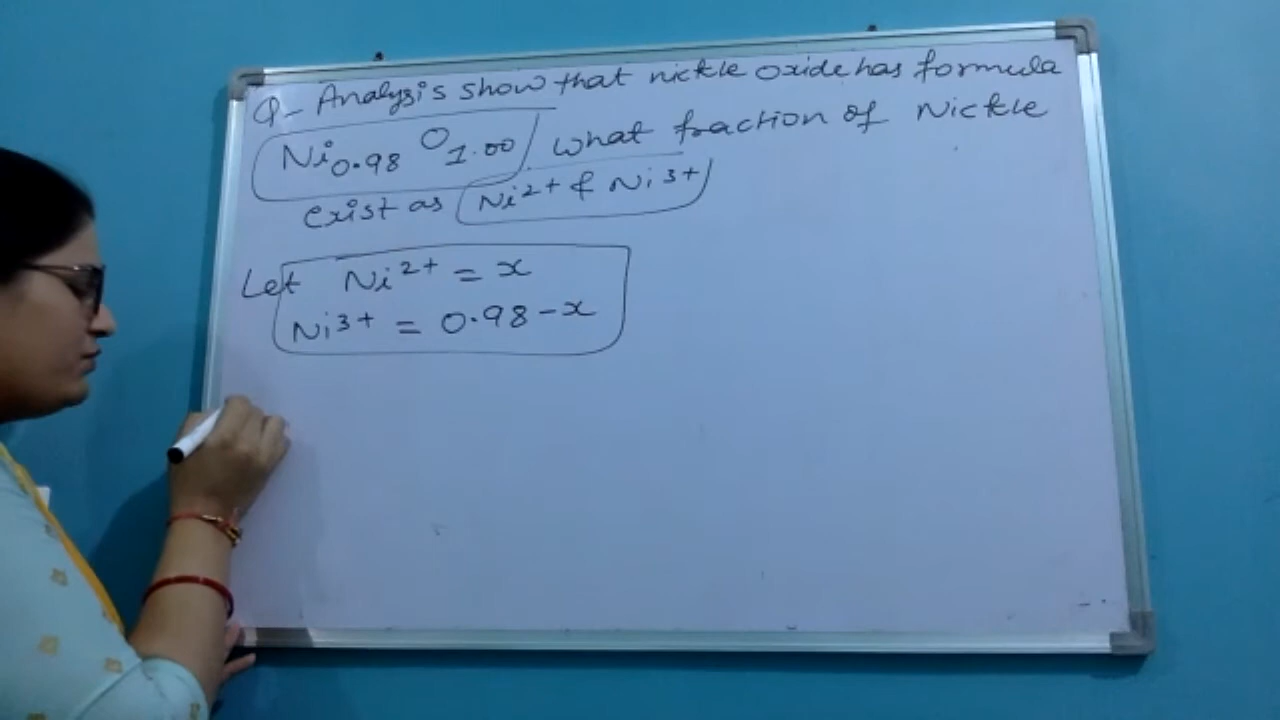 Q- Analysis show that nickle oxide has formula
Ni0.98 O1.00 / what fraction of Nickle
exist as Ni2+ & Ni3+
Let Ni2+ = x
Ni3+ = 0.98-x